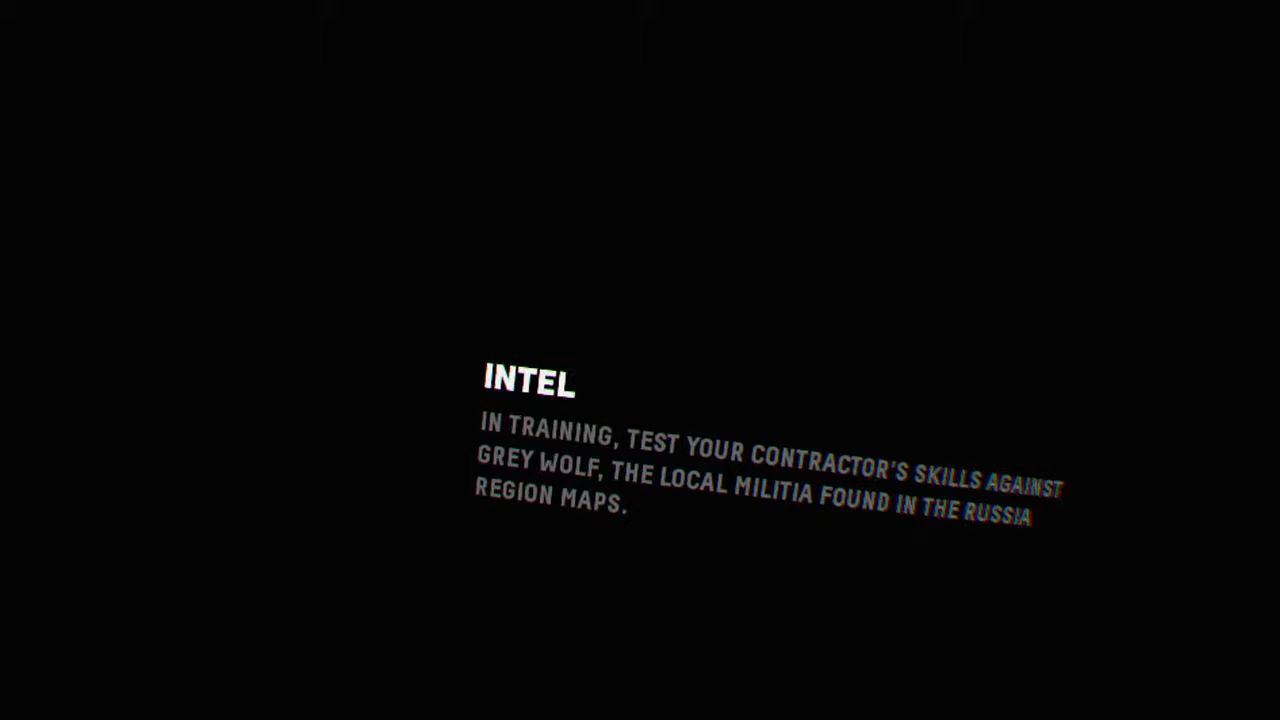 INTEL
IN TRAINING, TEST YOUR CONTRACTOR'S SKILLS AGAINST
GREY WOLF, THE LOCAL MILITIA FOUND IN THE RUSSIA
REGION MAPS.